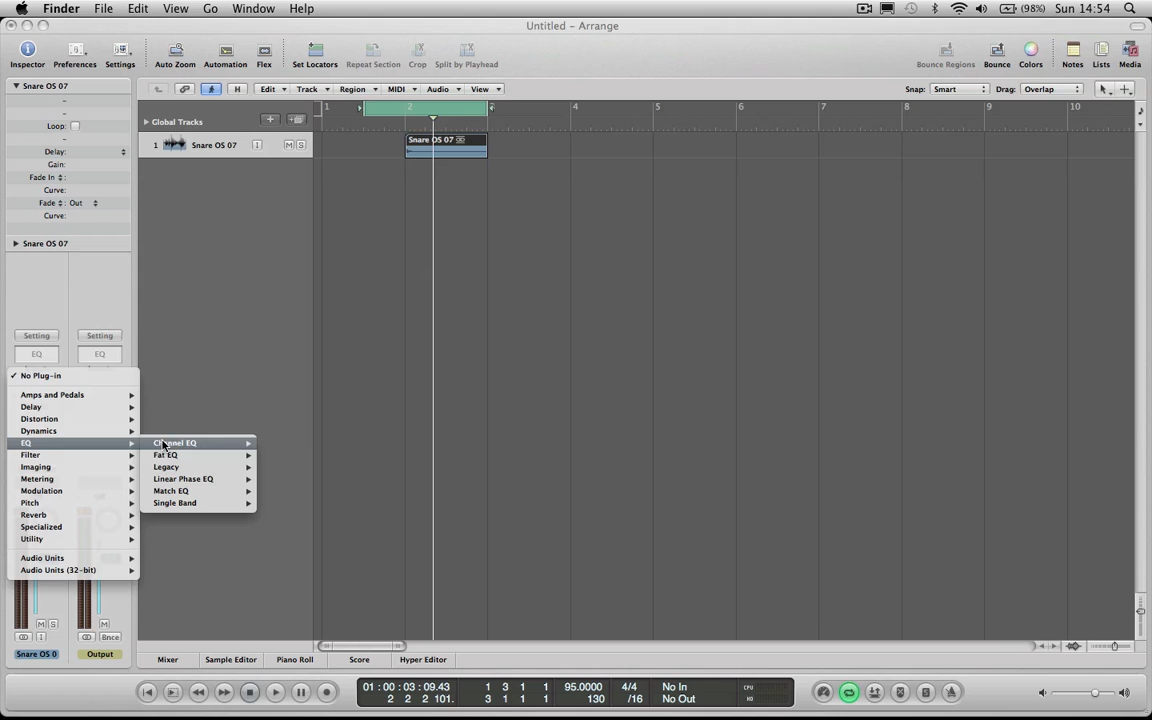 Finder File Edit View Go Window Help (98%) Sun 14:54
Untitled - Arrange
Inspector Preferences Settings Auto Zoom Automation Flex Set Locators Repeat Section Crop Split by Playhead Bounce Regions Bounce Colors Notes Lists Media
Snare OS 07
H Edit Track Region MIDI Audio View Snap: Smart Drag: Overlap
-
1 2 3 4 5 6 7 8 9 10
Global Tracks
Loop:
-
1 Snare OS 07 I M S
Snare OS 07
Delay:
Gain:
Fade In :
Curve:
Fade : Out
Curve:
Snare OS 07
Setting Setting
EQ EQ
✓ No Plug-in
Amps and Pedals
Delay
Distortion
Dynamics
EQ
Filter
Imaging
Metering
Modulation
Pitch
Reverb
Specialized
Utility
Audio Units
Audio Units (32-bit)
Channel EQ
Fat EQ
Legacy
Linear Phase EQ
Match EQ
Single Band
M S M
I Bnce
Snare OS 0 Output
Mixer Sample Editor Piano Roll Score Hyper Editor
01 : 00 : 03 : 09.43 1 3 1 1 95.0000 4/4 No In CPU
2 2 2 101. 3 1 1 1 130 /16 No Out HD